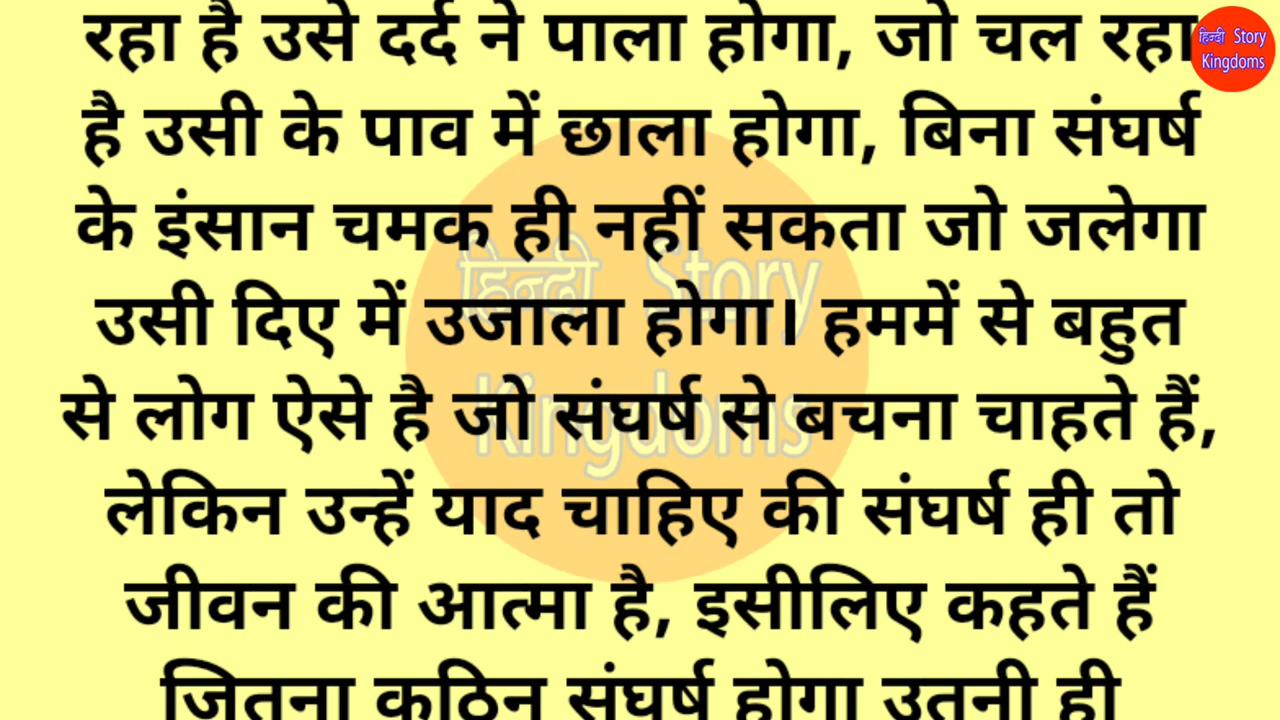 रहा है उसे दर्द ने पाला होगा, जो चल रहा
है उसी के पाव में छाला होगा, बिना संघर्ष
के इंसान चमक ही नहीं सकता जो जलेगा
उसी दिए में उजाला होगा। हममें से बहुत
से लोग ऐसे है जो संघर्ष से बचना चाहते हैं,
लेकिन उन्हें याद चाहिए की संघर्ष ही तो
जीवन की आत्मा है, इसीलिए कहते हैं
जितना कठिन संघर्ष होगा उतनी ही
हिन्दी Story
Kingdoms
हिन्दी Story
Kingdoms